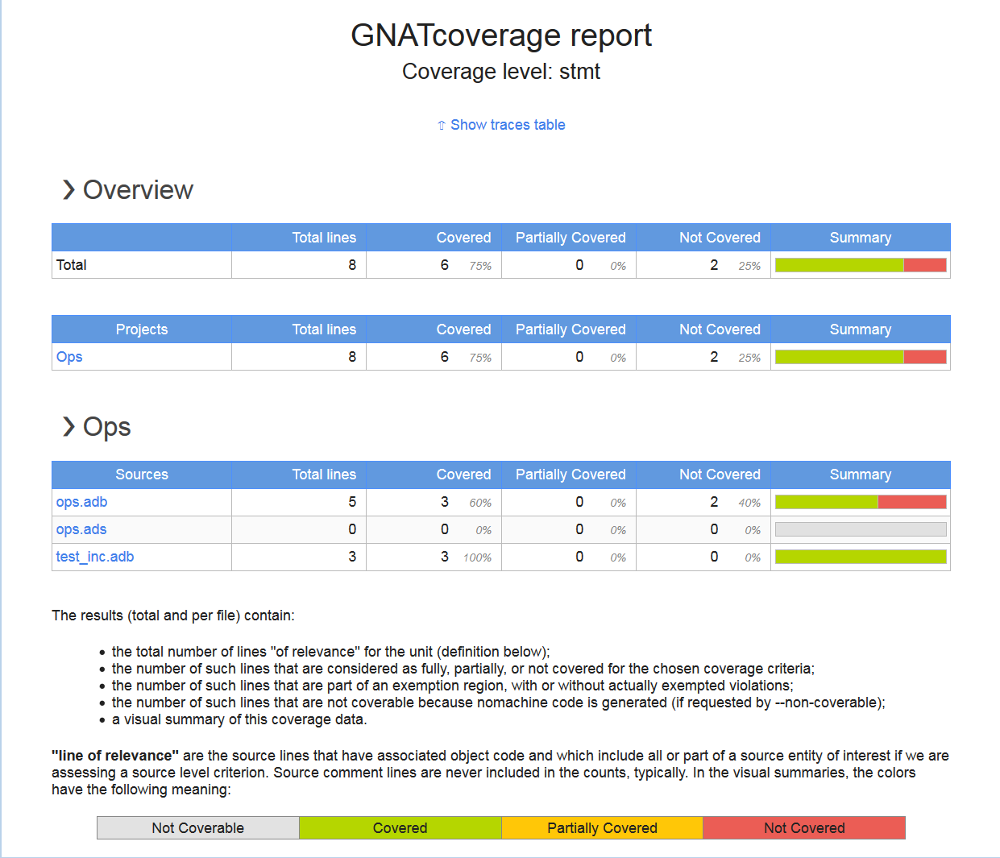 GNATcoverage report
Coverage level: stmt
⇧ Show traces table
❯ Overview
Total lines Covered Partially Covered Not Covered Summary
Total 8 6 75% 0 0% 2 25%
Projects Total lines Covered Partially Covered Not Covered Summary
Ops 8 6 75% 0 0% 2 25%
❯ Ops
Sources Total lines Covered Partially Covered Not Covered Summary
ops.adb 5 3 60% 0 0% 2 40%
ops.ads 0 0 0% 0 0% 0 0%
test_inc.adb 3 3 100% 0 0% 0 0%
The results (total and per file) contain:
• the total number of lines "of relevance" for the unit (definition below);
• the number of such lines that are considered as fully, partially, or not covered for the chosen coverage criteria;
• the number of such lines that are part of an exemption region, with or without actually exempted violations;
• the number of such lines that are not coverable because nomachine code is generated (if requested by --non-coverable);
• a visual summary of this coverage data.
"line of relevance" are the source lines that have associated object code and which include all or part of a source entity of interest if we are
assessing a source level criterion. Source comment lines are never included in the counts, typically. In the visual summaries, the colors
have the following meaning:
Not Coverable Covered Partially Covered Not Covered